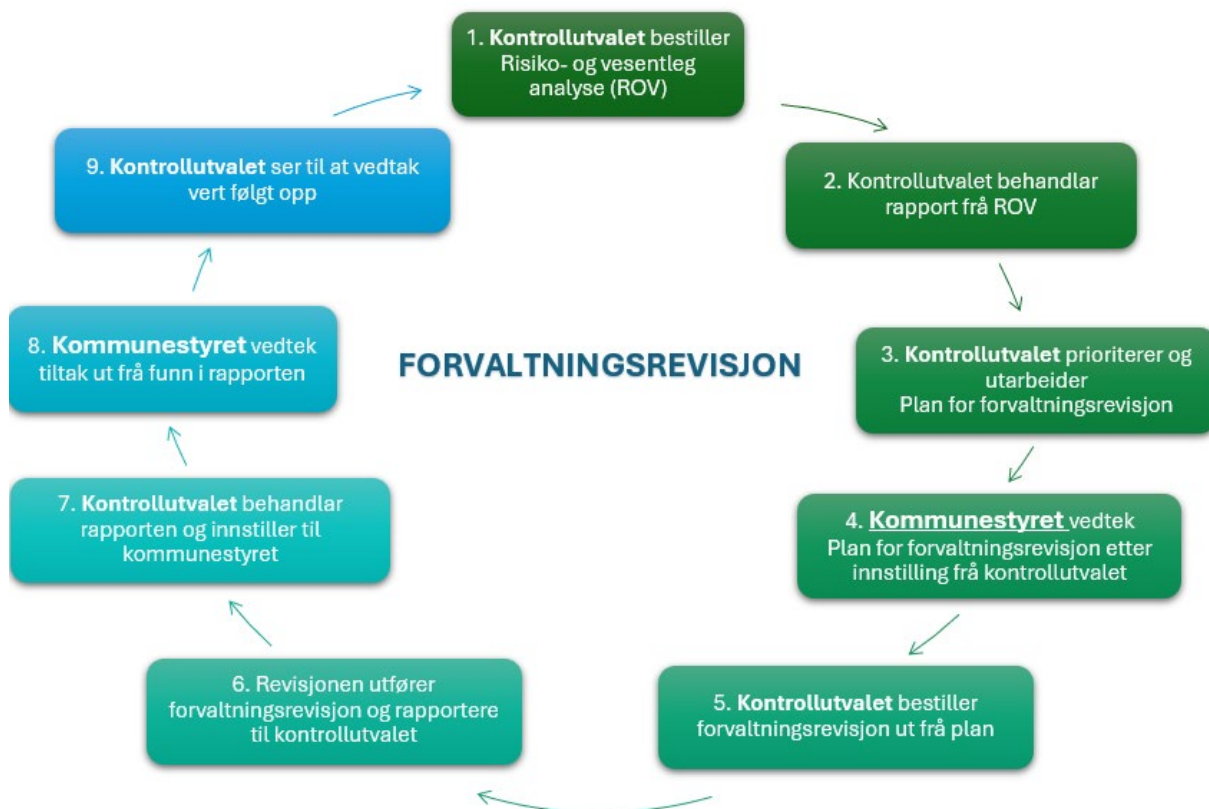 1. Kontrollutvalet bestiller
Risiko- og vesentleg
analyse (ROV)
2. Kontrollutvalet behandlar
rapport frå ROV
3. Kontrollutvalet prioriterer og
utarbeider
Plan for forvaltningsrevisjon
4. Kommunestyret vedtek
Plan for forvaltningsrevisjon etter
innstilling frå kontrollutvalet
5. Kontrollutvalet bestiller
forvaltningsrevisjon ut frå plan
6. Revisjonen utfører
forvaltningsrevisjon og rapportere
til kontrollutvalet
7. Kontrollutvalet behandlar
rapporten og innstiller til
kommunestyret
8. Kommunestyret vedtek
tiltak ut frå funn i rapporten
9. Kontrollutvalet ser til at vedtak
vert følgt opp
FORVALTNINGSREVISJON